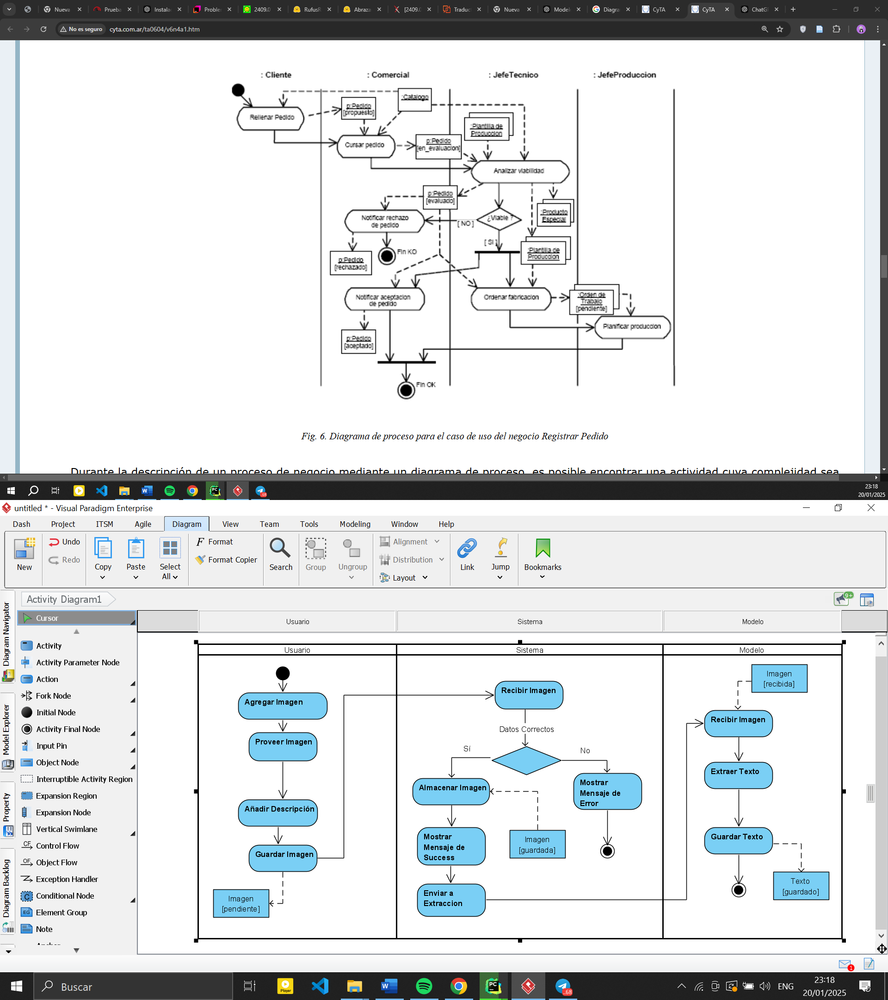 Nueva
Prueba
Instala
Proble
2409.0
RufusR
Abraza
[2409.0
Traduc
Nueva
Model
Diagra
CyTA
CyTA
ChatG
No es seguro
cyta.com.ar/ta0604/v6n4a1.htm
: Cliente
: Comercial
: JefeTecnico
: JefeProduccion
:Catalogo
p:Pedido
[propuesto]
Rellenar Pedido
:Plantilla de
Produccion
Cursar pedido
p:Pedido
[en_evaluacion]
Analizar viabilidad
p:Pedido
[evaluado]
:Producto
Especial
Notificar rechazo
de pedido
[ NO ]
¿Viable ?
[ SI ]
:Plantilla de
Produccion
Fin KO
p:Pedido
[rechazado]
Notificar aceptacion
de pedido
Ordenar fabricacion
:Orden de
Trabajo
[pendiente]
Planificar produccion
p:Pedido
[aceptado]
Fin OK
Fig. 6. Diagrama de proceso para el caso de uso del negocio Registrar Pedido
Durante la descripción de un proceso de negocio mediante un diagrama de proceso, es posible encontrar una actividad cuya complejidad sea
W
PC
68
23:18
20/01/2025
untitled * - Visual Paradigm Enterprise
Dash
Project
ITSM
Agile
Diagram
View
Team
Tools
Modeling
Window
Help
New
Undo
Redo
Copy
Paste
Select
All
Format
Format Copier
Search
Group
Ungroup
Alignment
Distribution
Layout
Link
Jump
Bookmarks
Activity Diagram1
9+
Diagram Navigator
Model Explorer
Property
Diagram Backlog
Cursor
Activity
Activity Parameter Node
Action
Fork Node
Initial Node
Activity Final Node
Input Pin
Object Node
Interruptible Activity Region
Expansion Region
Expansion Node
Vertical Swimlane
CF
Control Flow
OF
Object Flow
Exception Handler
C
Conditional Node
EG
Element Group
Note
Usuario
Sistema
Modelo
Usuario
Sistema
Modelo
Agregar Imagen
Proveer Imagen
Añadir Descripción
Guardar Imagen
Imagen
[pendiente]
Recibir Imagen
Datos Correctos
Sí
No
Almacenar Imagen
Mostrar
Mensaje de
Error
Mostrar
Mensaje de
Success
Imagen
[guardada]
Enviar a
Extraccion
Imagen
[recibida]
Recibir Imagen
Extraer Texto
Guardar Texto
Texto
[guardado]
1
Buscar
Player
W
PC
68
ENG
23:18
20/01/2025